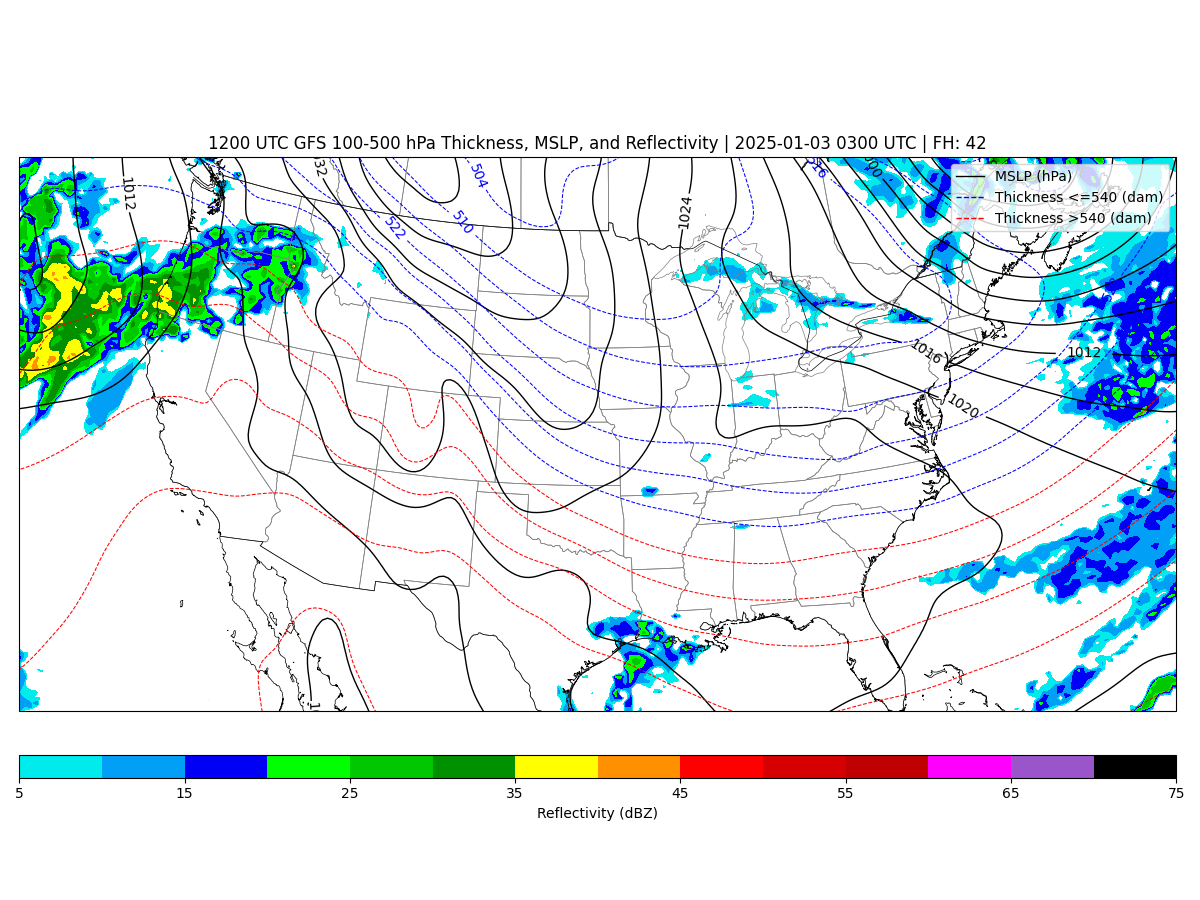 1200 UTC GFS 100-500 hPa Thickness, MSLP, and Reflectivity | 2025-01-03 0300 UTC | FH: 42
MSLP (hPa)
Thickness <=540 (dam)
Thickness >540 (dam)
1012
504
510
522
1024
516
1016
1012
1020
5 15 25 35 45 55 65 75
Reflectivity (dBZ)